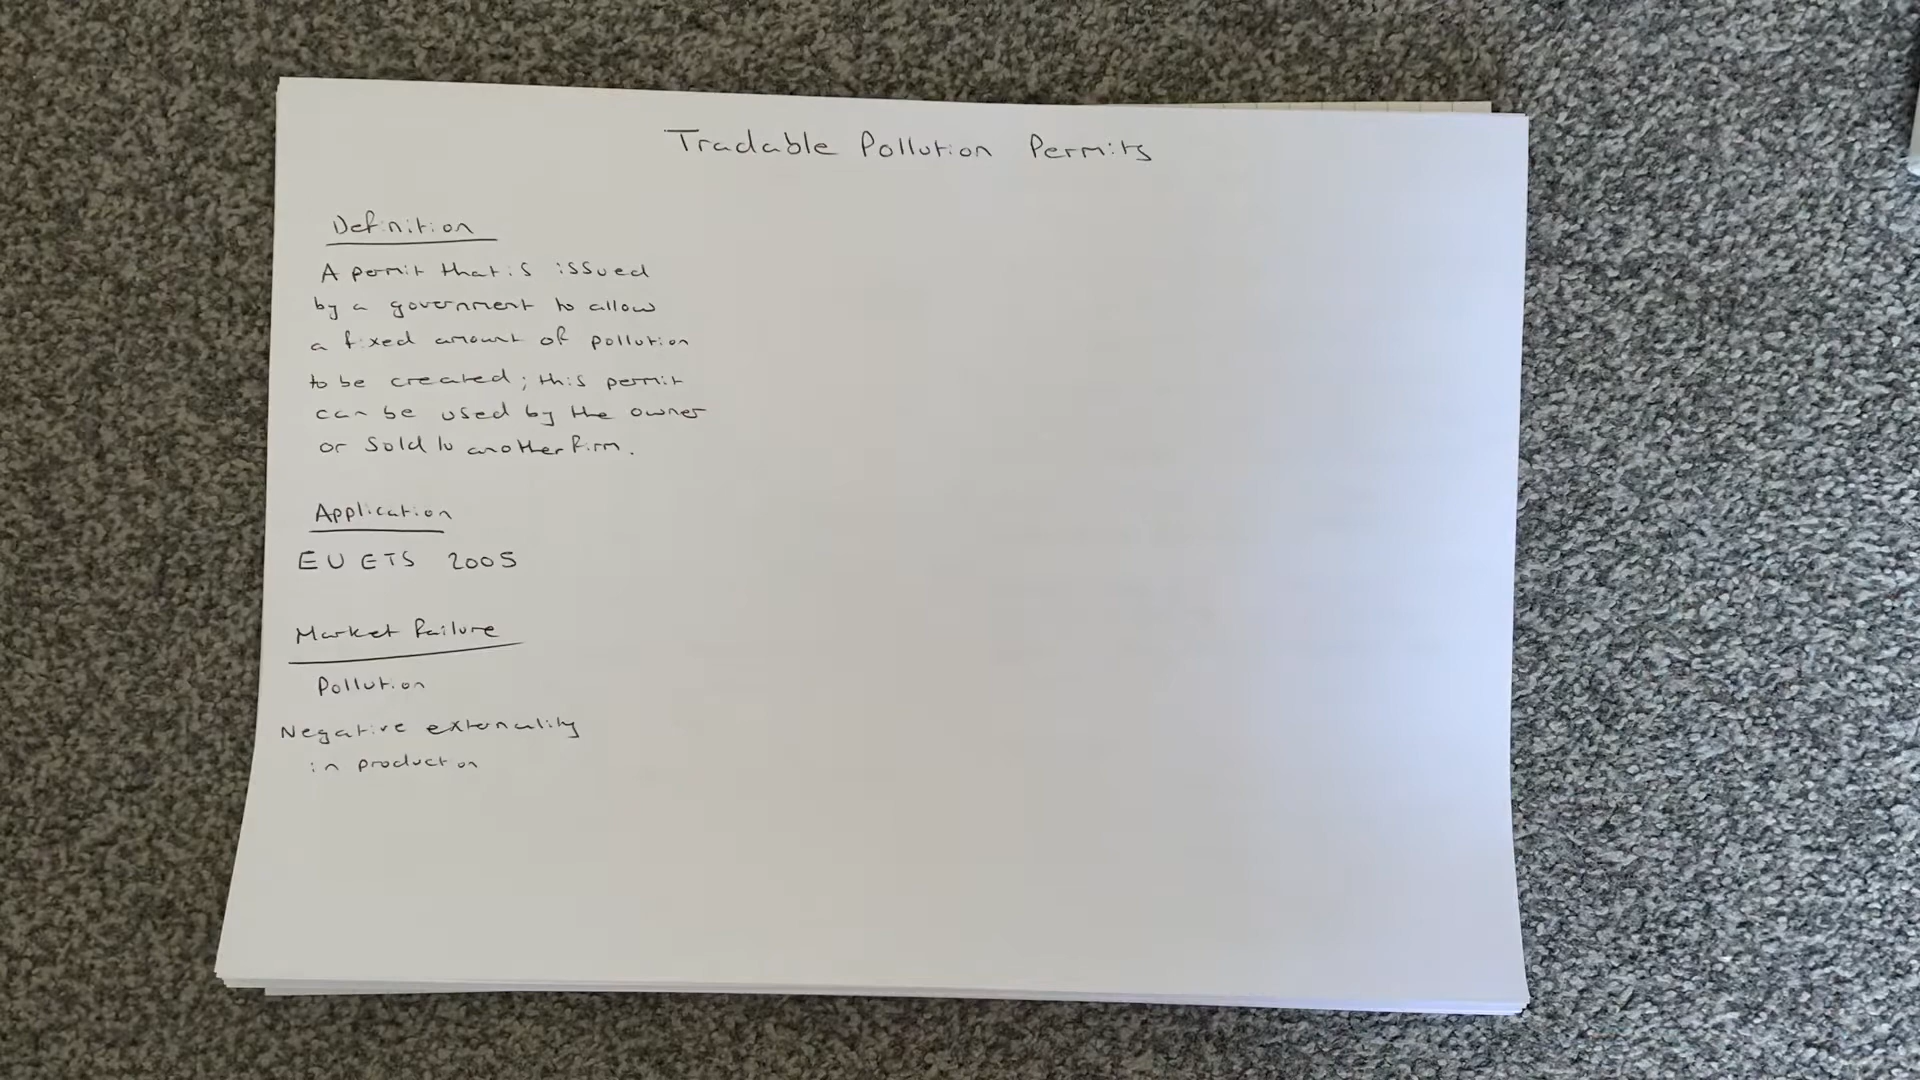 Tradable Pollution Permits
Definition
A permit that is issued
by a government to allow
a fixed amount of pollution
to be created; this permit
can be used by the owner
or sold to another firm.
Application
EU ETS 2005
Market Failure
Pollution
Negative externality
in production